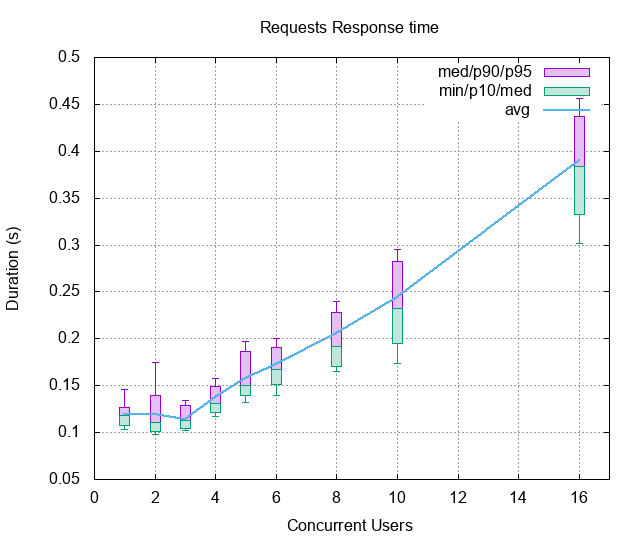 Requests Response time
med/p90/p95
min/p10/med
avg
Duration (s)
0.5
0.45
0.4
0.35
0.3
0.25
0.2
0.15
0.1
0.05
0 2 4 6 8 10 12 14 16
Concurrent Users